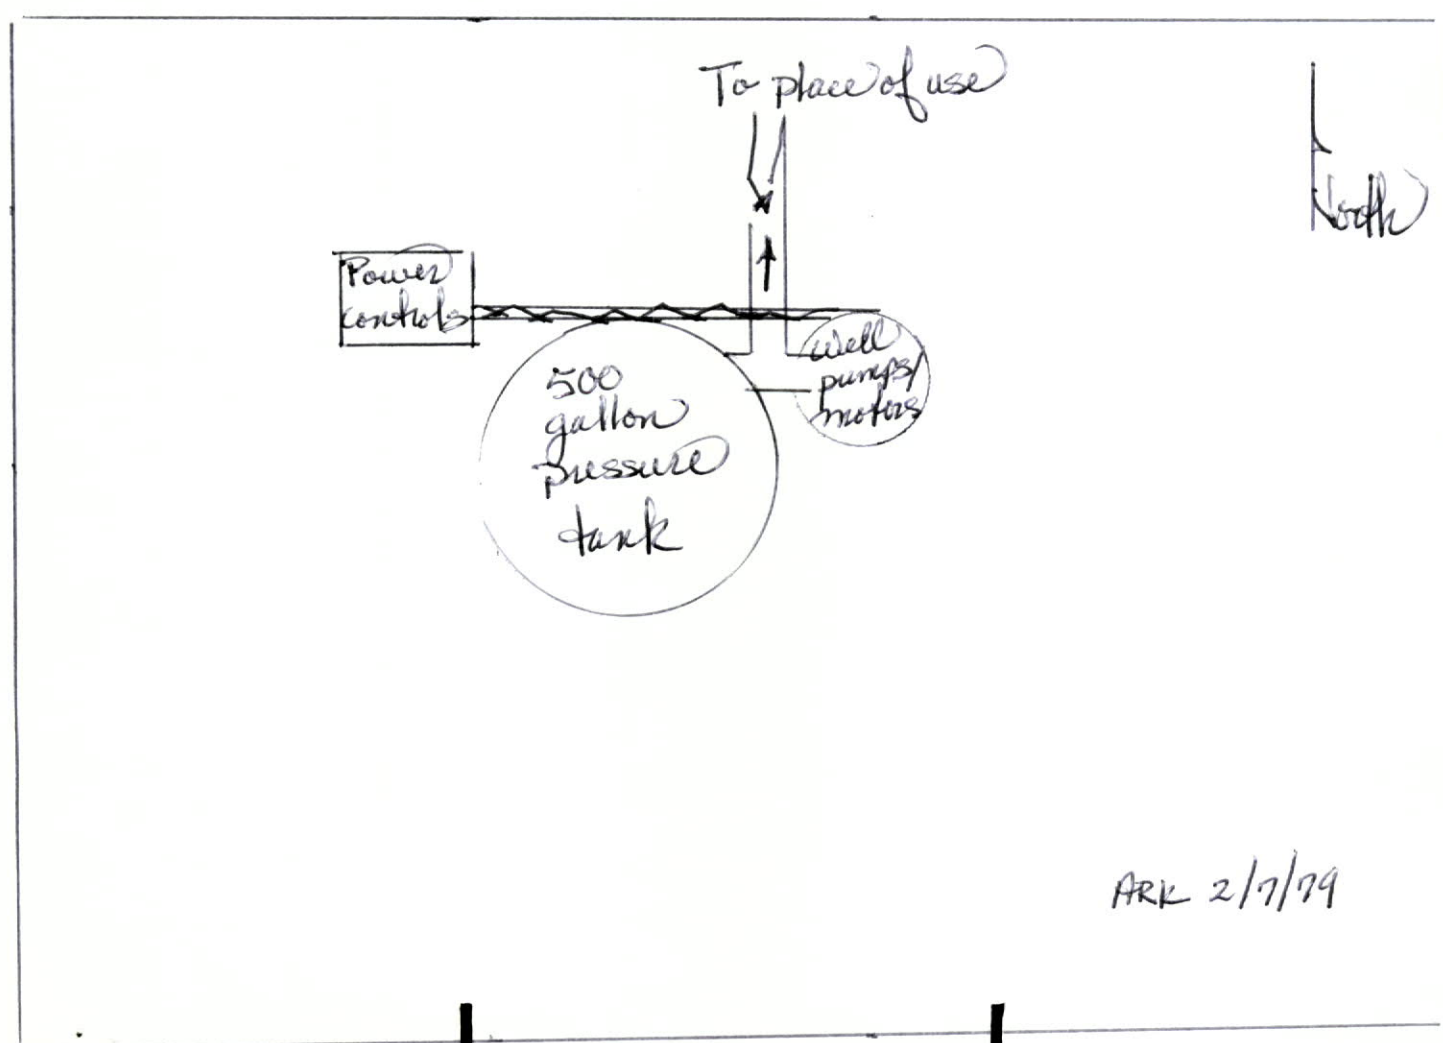 To place of use
North
Power
controls
Well
pumps/
motors
500
gallon
pressure
tank
ARK 2/7/79